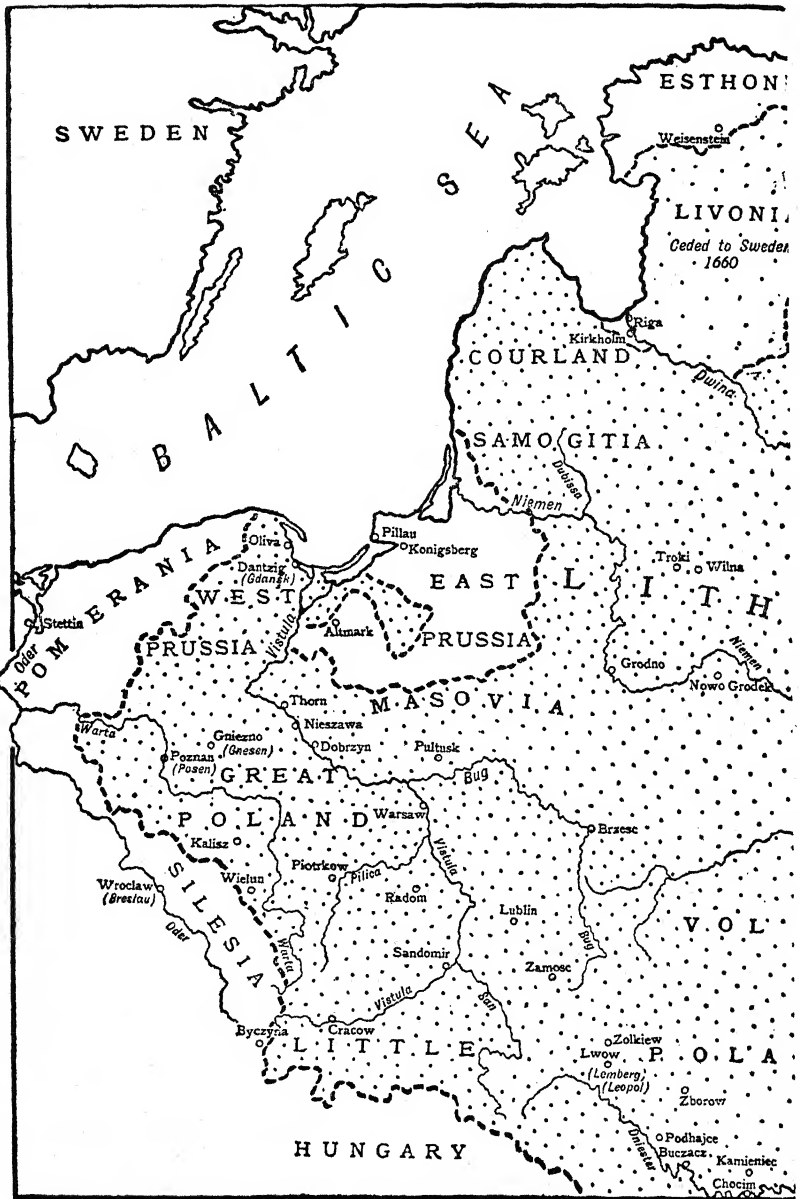 SWEDEN
BALTIC SEA
ESTHON
Weisenstein
LIVONI
Ceded to Sweden
1660
Riga
Kirkholm
COURLAND
Dwina
SAMOGITIA
Dubissa
Niemen
Pillau
Konigsberg
Oliva
Dantzig
(Gdansk)
POMERANIA
WEST
PRUSSIA
EAST
PRUSSIA
LITH
Troki
Wilna
Stettin
Oder
Altmark
Vistula
Grodno
Niemen
Nowo Grodek
MASOVIA
Thorn
Nieszawa
Dobrzyn
Pultusk
Warta
Gniezno
(Gnesen)
Poznan
(Posen)
GREAT
POLAND
Bug
Warsaw
Brzesc
Kalisz
SILESIA
Vistula
Piotrkow
Pilica
Wielun
Radom
Wroclaw
(Breslau)
Oder
Lublin
VOL
Bug
Warta
Sandomir
Zamosc
Vistula
San
Byczyna
Cracow
LITTLE
Zolkiew
Lwow
(Lemberg)
(Leopol)
POLA
Zborow
Dniester
Podhajce
Buczacz
Kamieniec
Chocim
HUNGARY